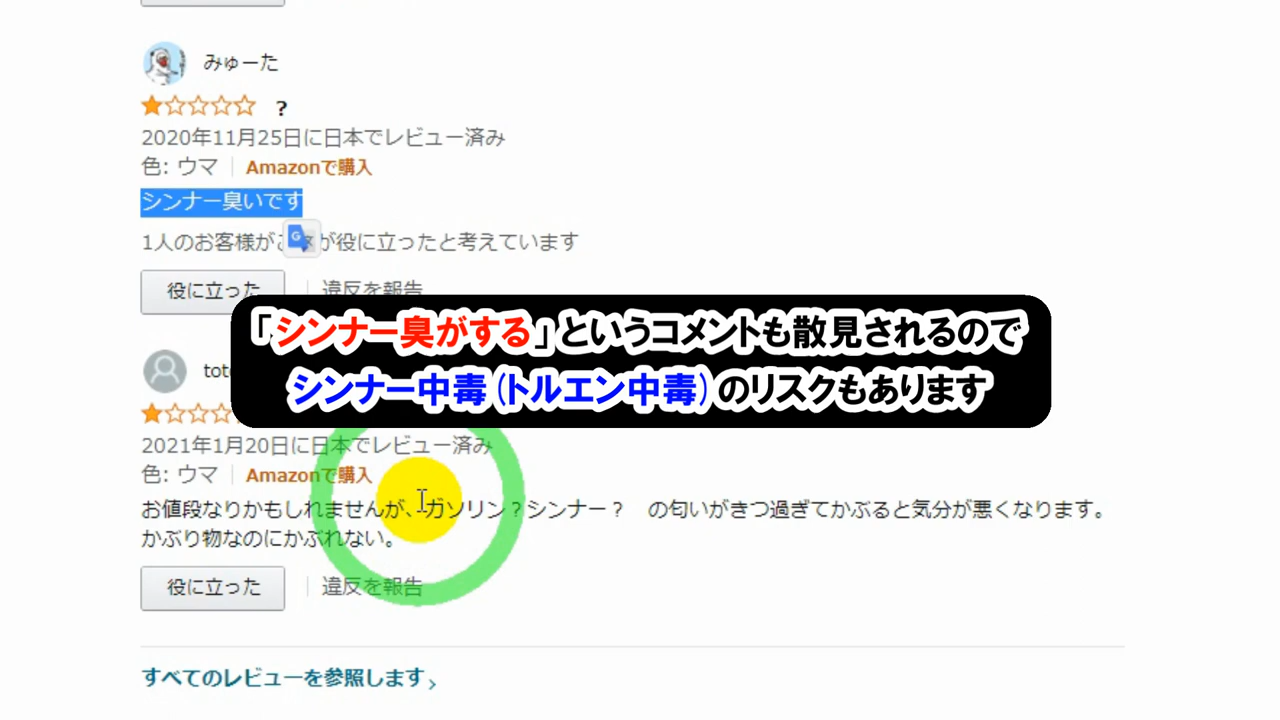 みゅーた
?
2020年11月25日に日本でレビュー済み
色: ウマ | Amazonで購入
シンナー臭いです
1人のお客様がこ が役に立ったと考えています
役に立った | 違反を報告
「シンナー臭がする」というコメントも散見されるので
シンナー中毒(トルエン中毒)のリスクもあります
tot
2021年1月20日に日本でレビュー済み
色: ウマ | Amazonで購入
お値段なりかもしれませんが、ガソリン？シンナー？　の匂いがきつ過ぎてかぶると気分が悪くなります。
かぶり物なのにかぶれない。
役に立った | 違反を報告
すべてのレビューを参照します ›